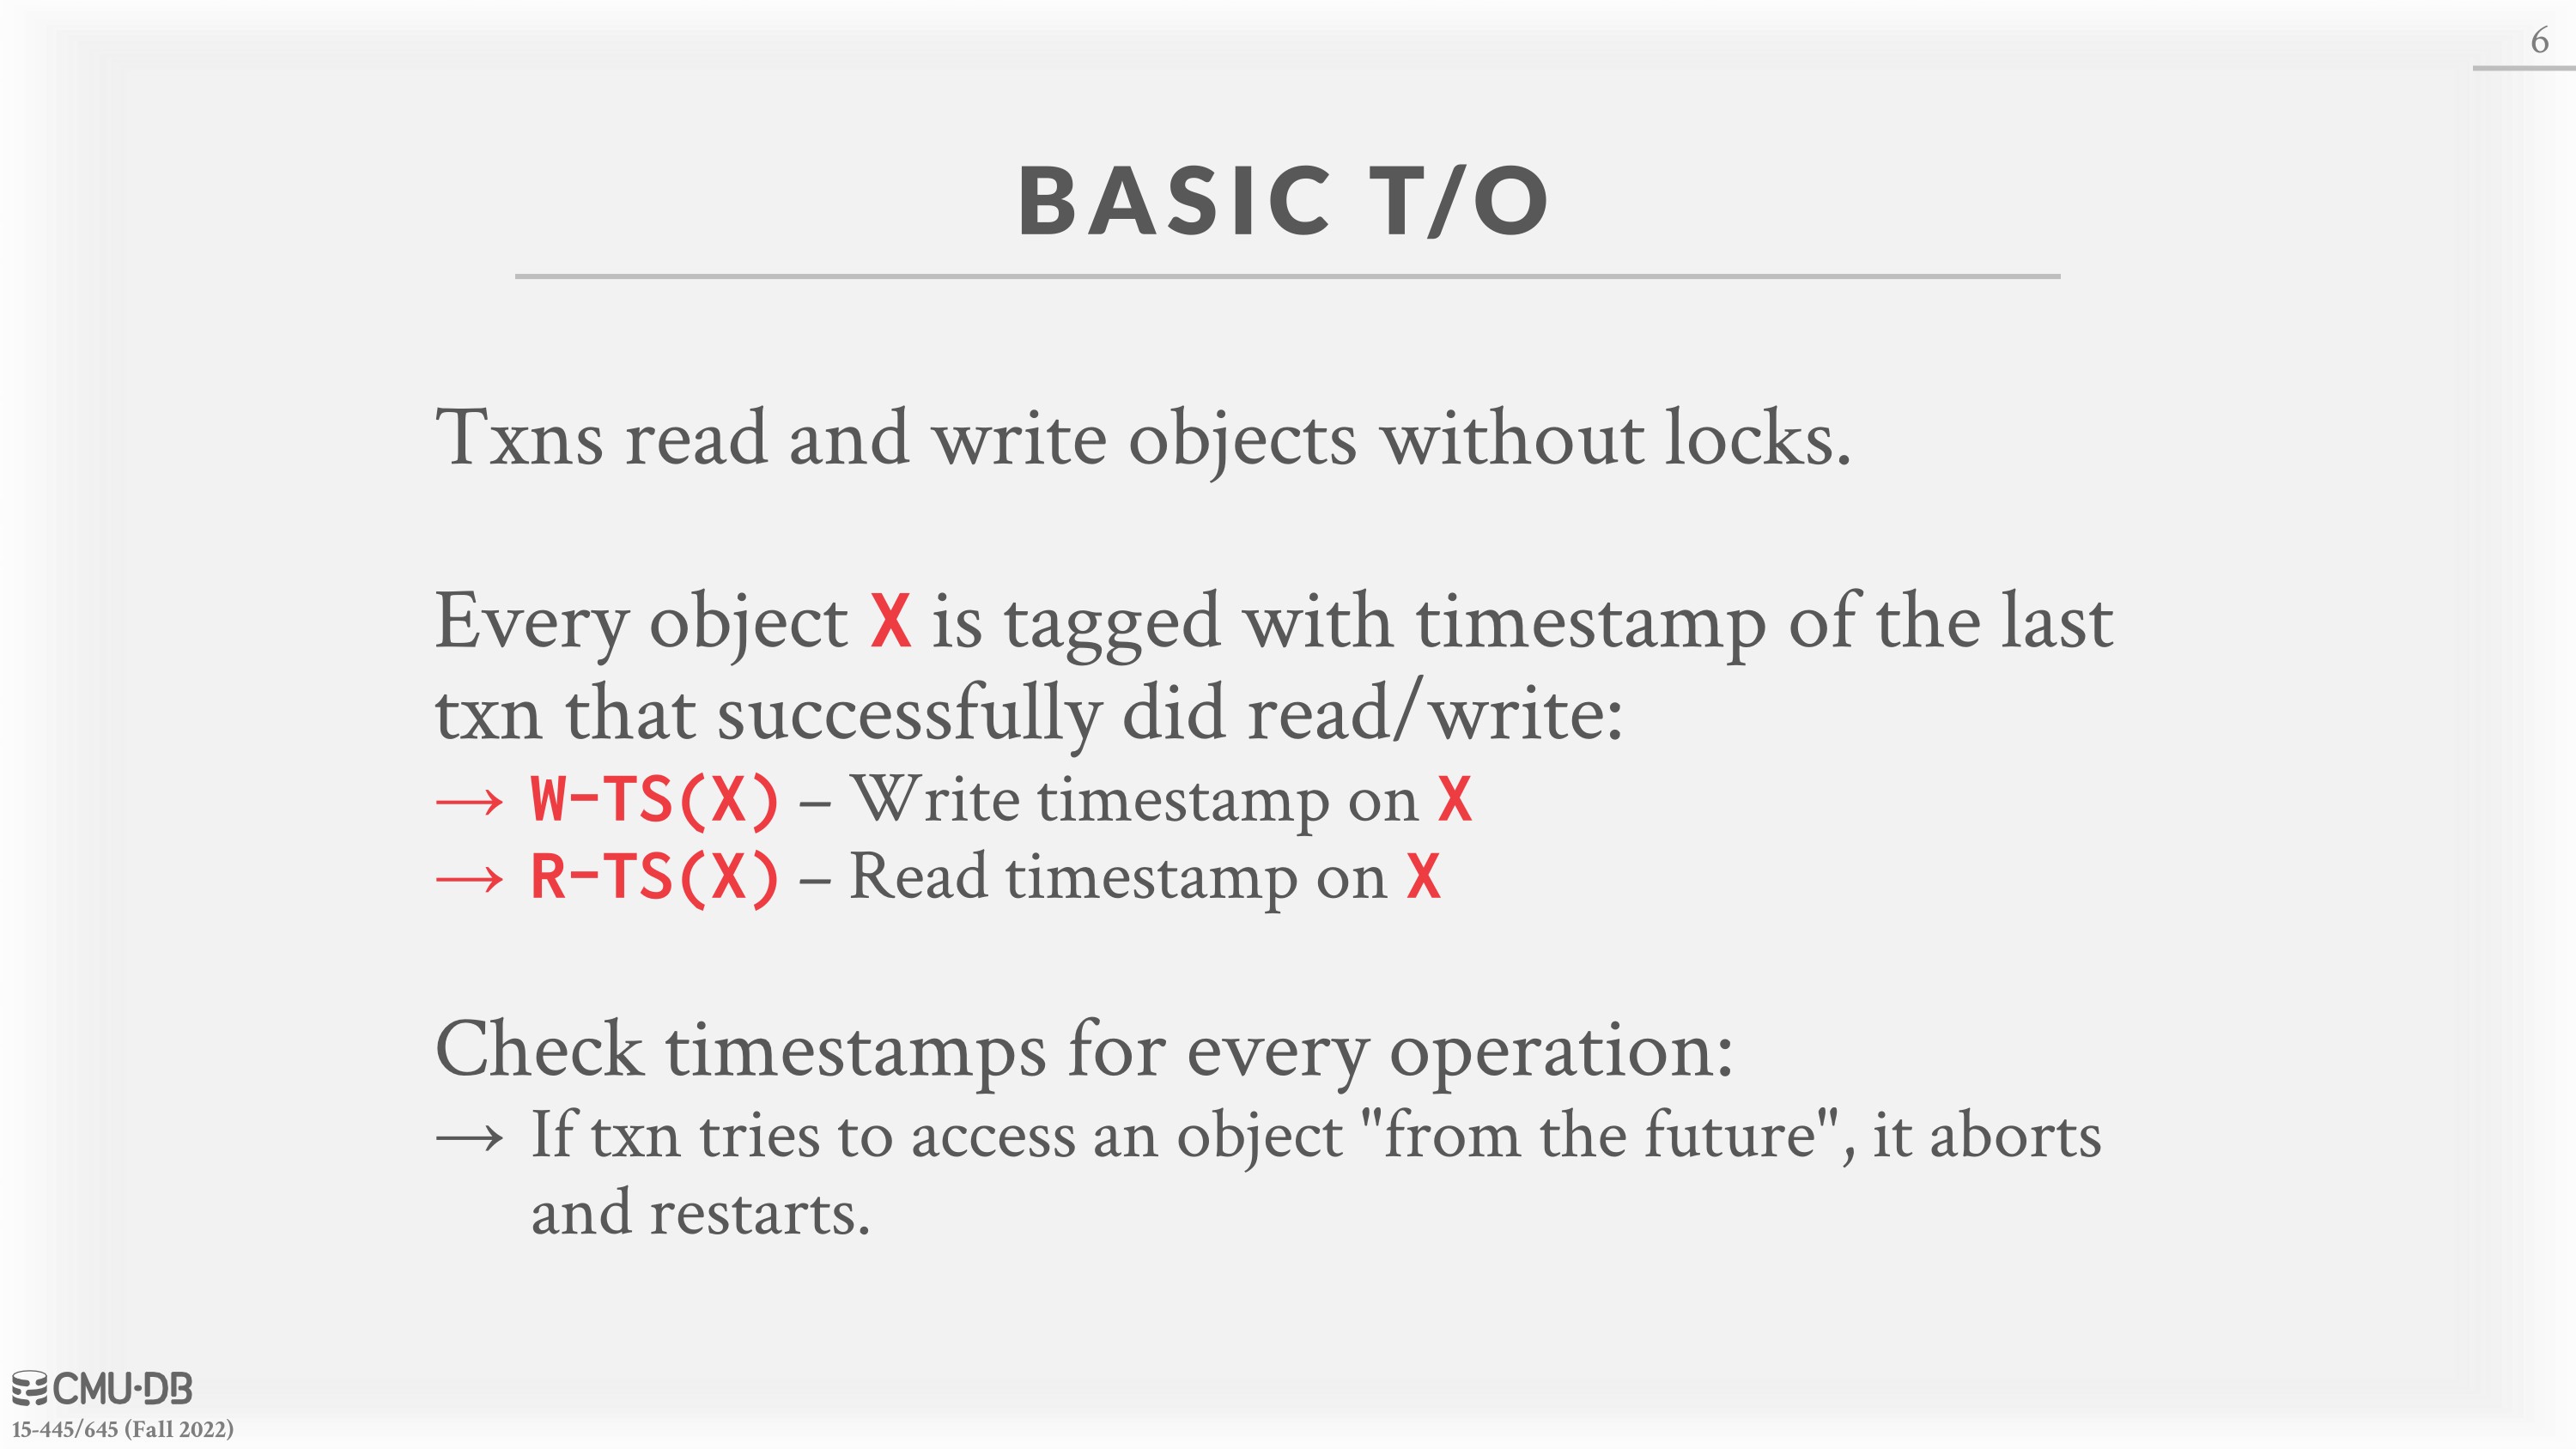 6
BASIC T/O
Txns read and write objects without locks.
Every object X is tagged with timestamp of the last
txn that successfully did read/write:
→ W-TS(X) – Write timestamp on X
→ R-TS(X) – Read timestamp on X
Check timestamps for every operation:
→ If txn tries to access an object "from the future", it aborts
and restarts.
CMU·DB
15-445/645 (Fall 2022)